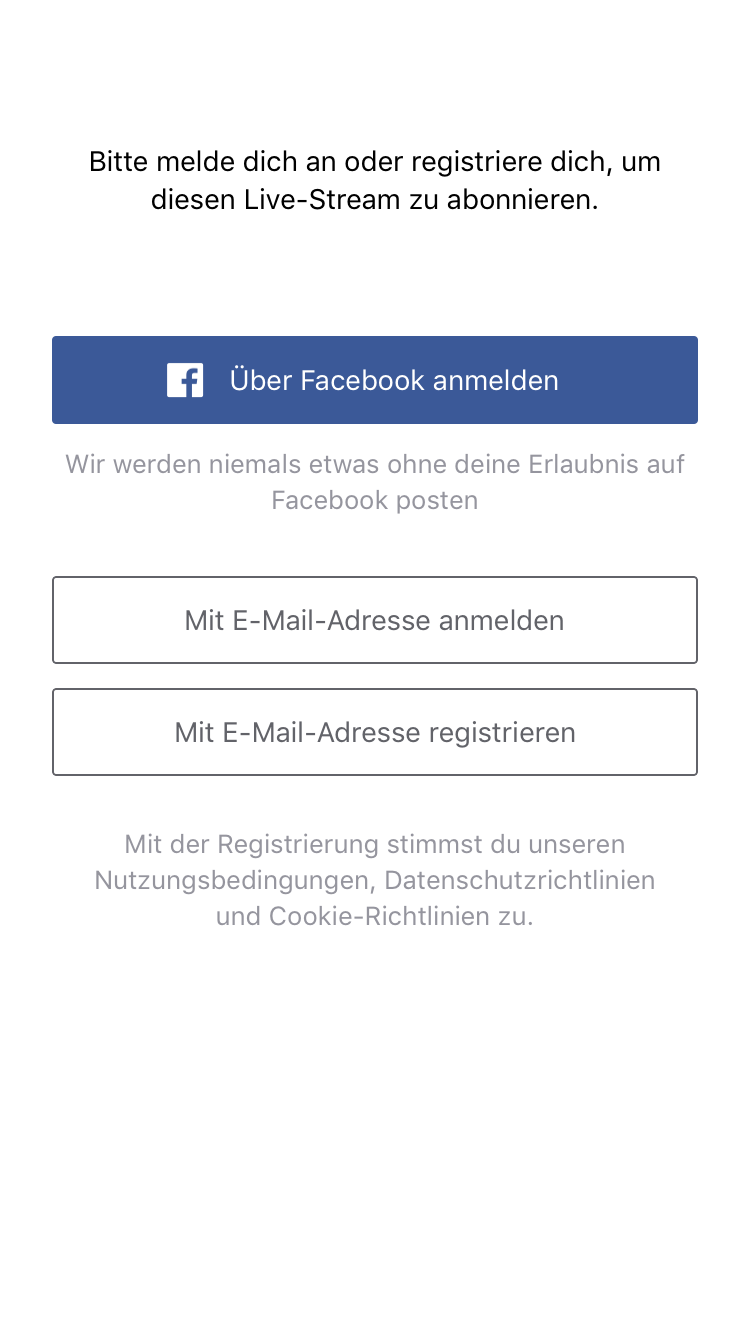 Bitte melde dich an oder registriere dich, um
diesen Live-Stream zu abonnieren.
Über Facebook anmelden
Wir werden niemals etwas ohne deine Erlaubnis auf
Facebook posten
Mit E-Mail-Adresse anmelden
Mit E-Mail-Adresse registrieren
Mit der Registrierung stimmst du unseren
Nutzungsbedingungen, Datenschutzrichtlinien
und Cookie-Richtlinien zu.